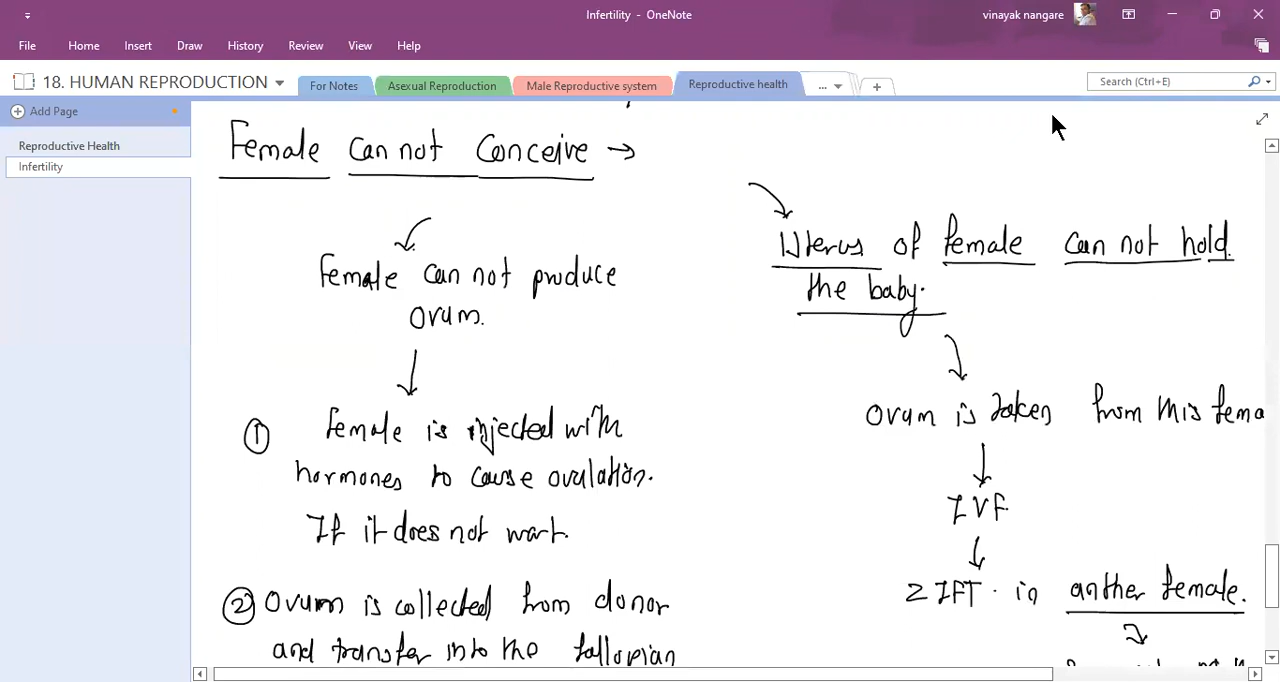 Infertility - OneNote
vinayak nangare
File Home Insert Draw History Review View Help
18. HUMAN REPRODUCTION
For Notes
Asexual Reproduction
Male Reproductive system
Reproductive health
...
Search (Ctrl+E)
Add Page
Reproductive Health
Infertility
Female can not conceive →
Female can not produce
ovum.
① Female is injected with
hormones to cause ovulation.
If it does not wort.
② Ovum is collected from donor
and transfer into the fallopian
Uterus of female can not hold
the baby.
Ovum is taken from this fema
IVF.
ZIFT. in anther female.